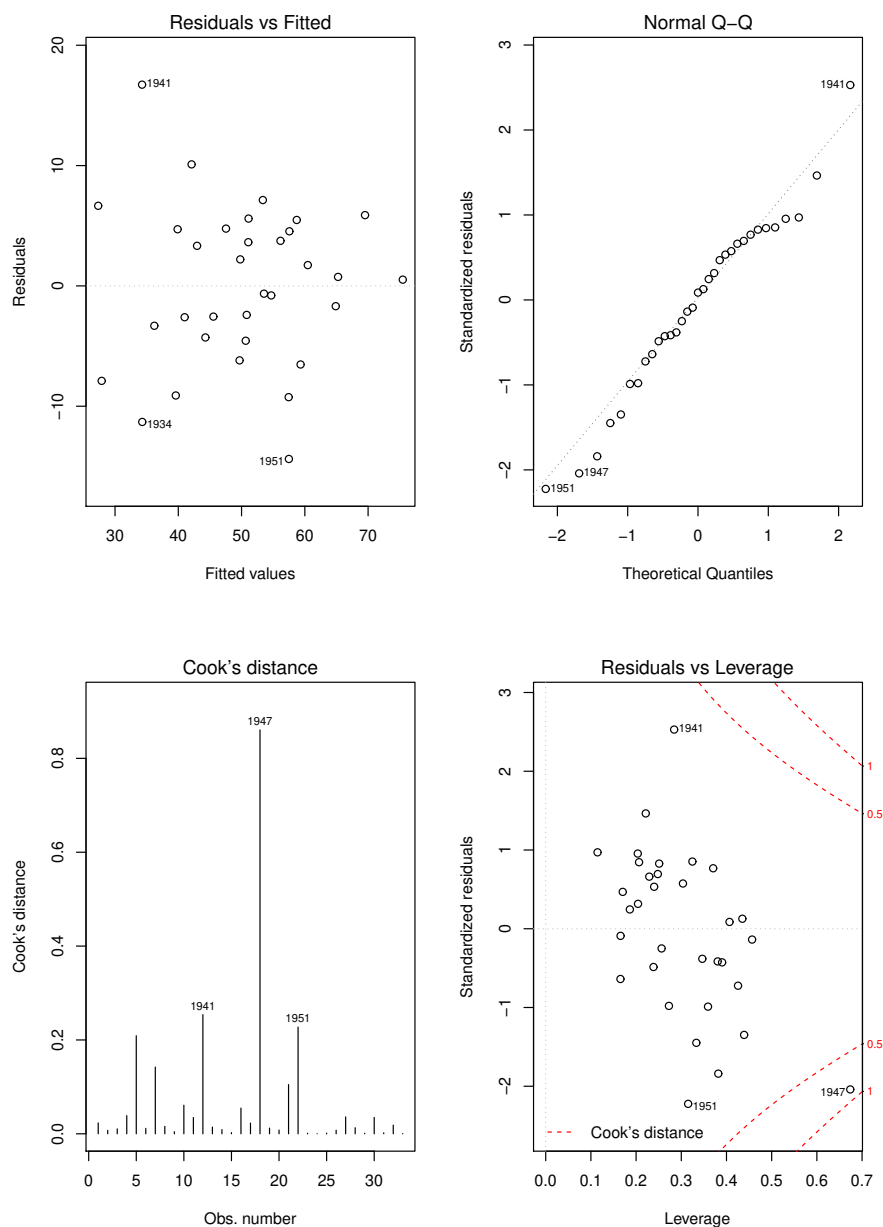 Residuals vs Fitted
20
10
0
−10
Residuals
1941
1934
1951
30 40 50 60 70
Fitted values
Normal Q−Q
3
2
1
0
−1
−2
Standardized residuals
1941
1947
1951
−2 −1 0 1 2
Theoretical Quantiles
Cook's distance
0.8
0.6
0.4
0.2
0.0
Cook's distance
1947
1941
1951
0 5 10 15 20 25 30
Obs. number
Residuals vs Leverage
3
2
1
0
−1
−2
Standardized residuals
1941
1
0.5
0.5
1947
1
1951
Cook's distance
0.0 0.1 0.2 0.3 0.4 0.5 0.6 0.7
Leverage